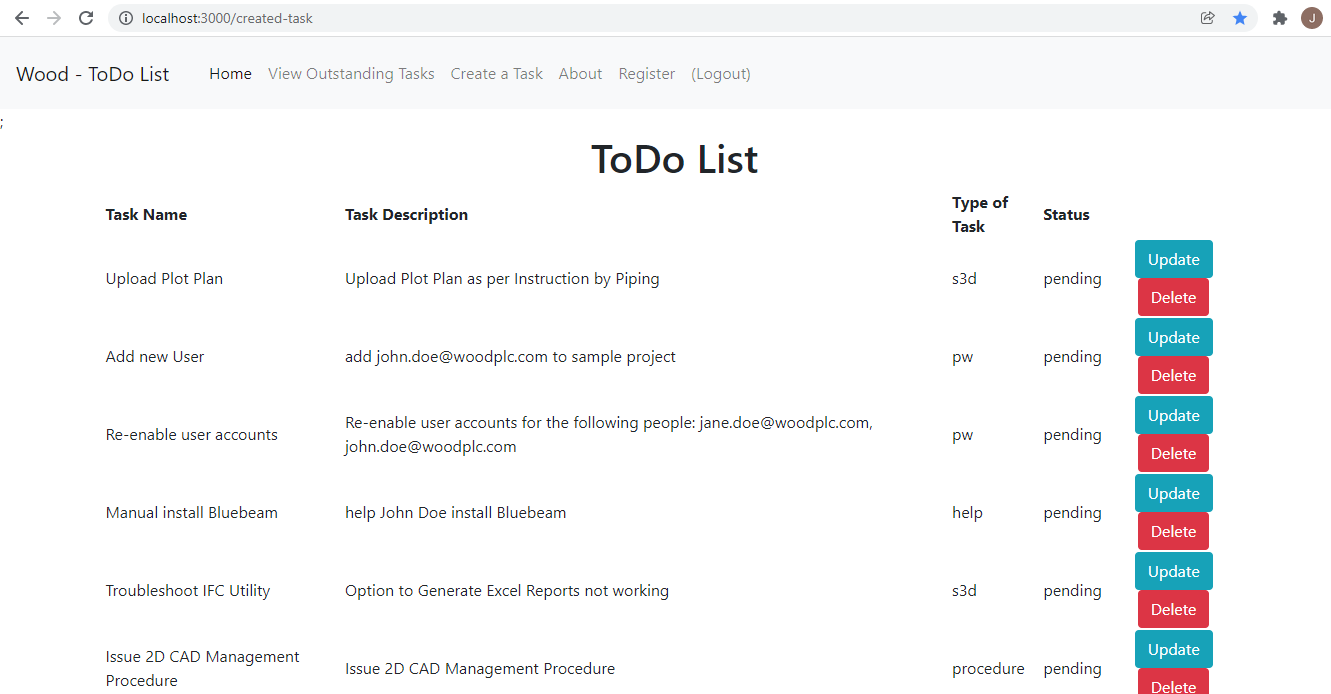 localhost:3000/created-task
J
Wood - ToDo List Home View Outstanding Tasks Create a Task About Register (Logout)
;
ToDo List
Task Name Task Description Type of Task Status
Upload Plot Plan Upload Plot Plan as per Instruction by Piping s3d pending Update
Delete
Add new User add john.doe@woodplc.com to sample project pw pending Update
Delete
Re-enable user accounts Re-enable user accounts for the following people: jane.doe@woodplc.com,
john.doe@woodplc.com pw pending Update
Delete
Manual install Bluebeam help John Doe install Bluebeam help pending Update
Delete
Troubleshoot IFC Utility Option to Generate Excel Reports not working s3d pending Update
Delete
Issue 2D CAD Management
Procedure Issue 2D CAD Management Procedure procedure pending Update
Delete